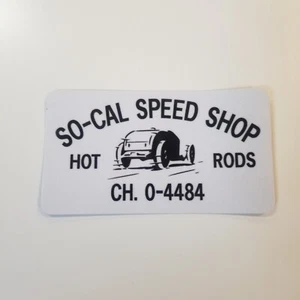 SO-CAL SPEED SHOP
HOT RODS
CH. 0-4484